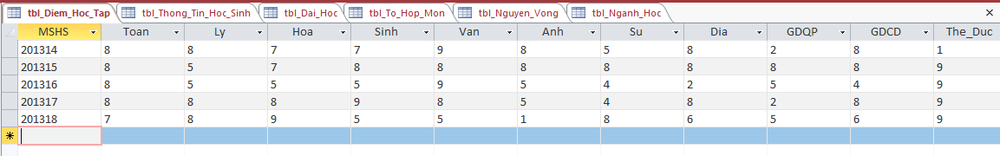 tbl_Diem_Hoc_Tap tbl_Thong_Tin_Hoc_Sinh tbl_Dai_Hoc tbl_To_Hop_Mon tbl_Nguyen_Vong tbl_Nganh_Hoc
MSHS Toan Ly Hoa Sinh Van Anh Su Dia GDQP GDCD The_Duc
201314 8 8 7 7 9 8 5 8 2 8 1
201315 8 5 7 8 8 8 8 8 8 8 9
201316 8 5 5 5 9 5 4 2 5 4 9
201317 8 8 8 9 8 5 4 8 2 8 9
201318 7 8 9 5 5 1 8 6 5 6 9